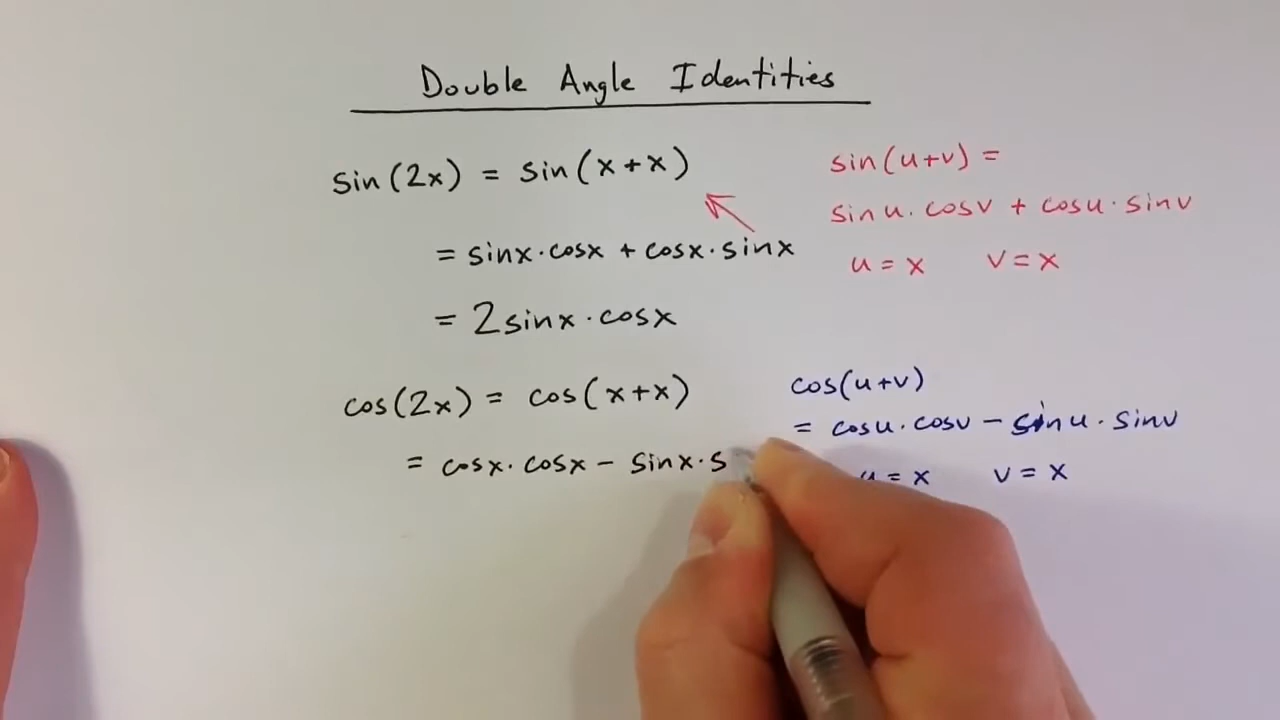 Double Angle Identities
sin(2x) = sin(x+x)
= sinx·cosx + cosx·sinx
= 2sinx·cosx
sin(u+v) =
sinu·cosv + cosu·sinv
u = x v = x
cos(2x) = cos(x+x)
= cosx·cosx − sinx·s
cos(u+v)
= cosu·cosv − sinu·sinv
u = x v = x